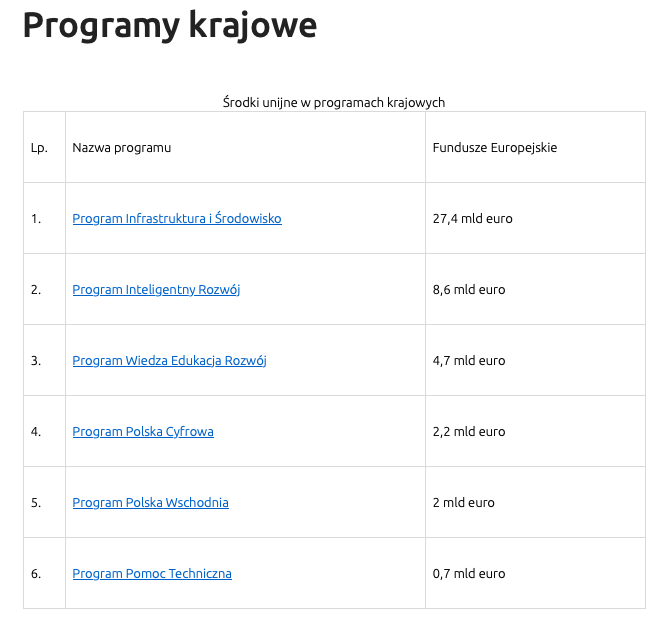 Programy krajowe
Środki unijne w programach krajowych
Lp. Nazwa programu Fundusze Europejskie
1. Program Infrastruktura i Środowisko 27,4 mld euro
2. Program Inteligentny Rozwój 8,6 mld euro
3. Program Wiedza Edukacja Rozwój 4,7 mld euro
4. Program Polska Cyfrowa 2,2 mld euro
5. Program Polska Wschodnia 2 mld euro
6. Program Pomoc Techniczna 0,7 mld euro